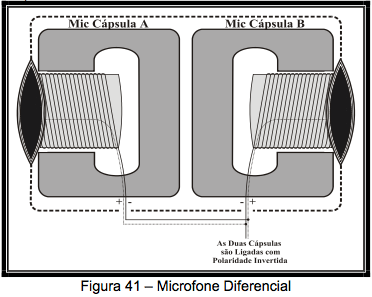 Mic Cápsula A Mic Cápsula B
+ - - +
As Duas Cápsulas
são Ligadas com
Polaridade Invertida
Figura 41 – Microfone Diferencial